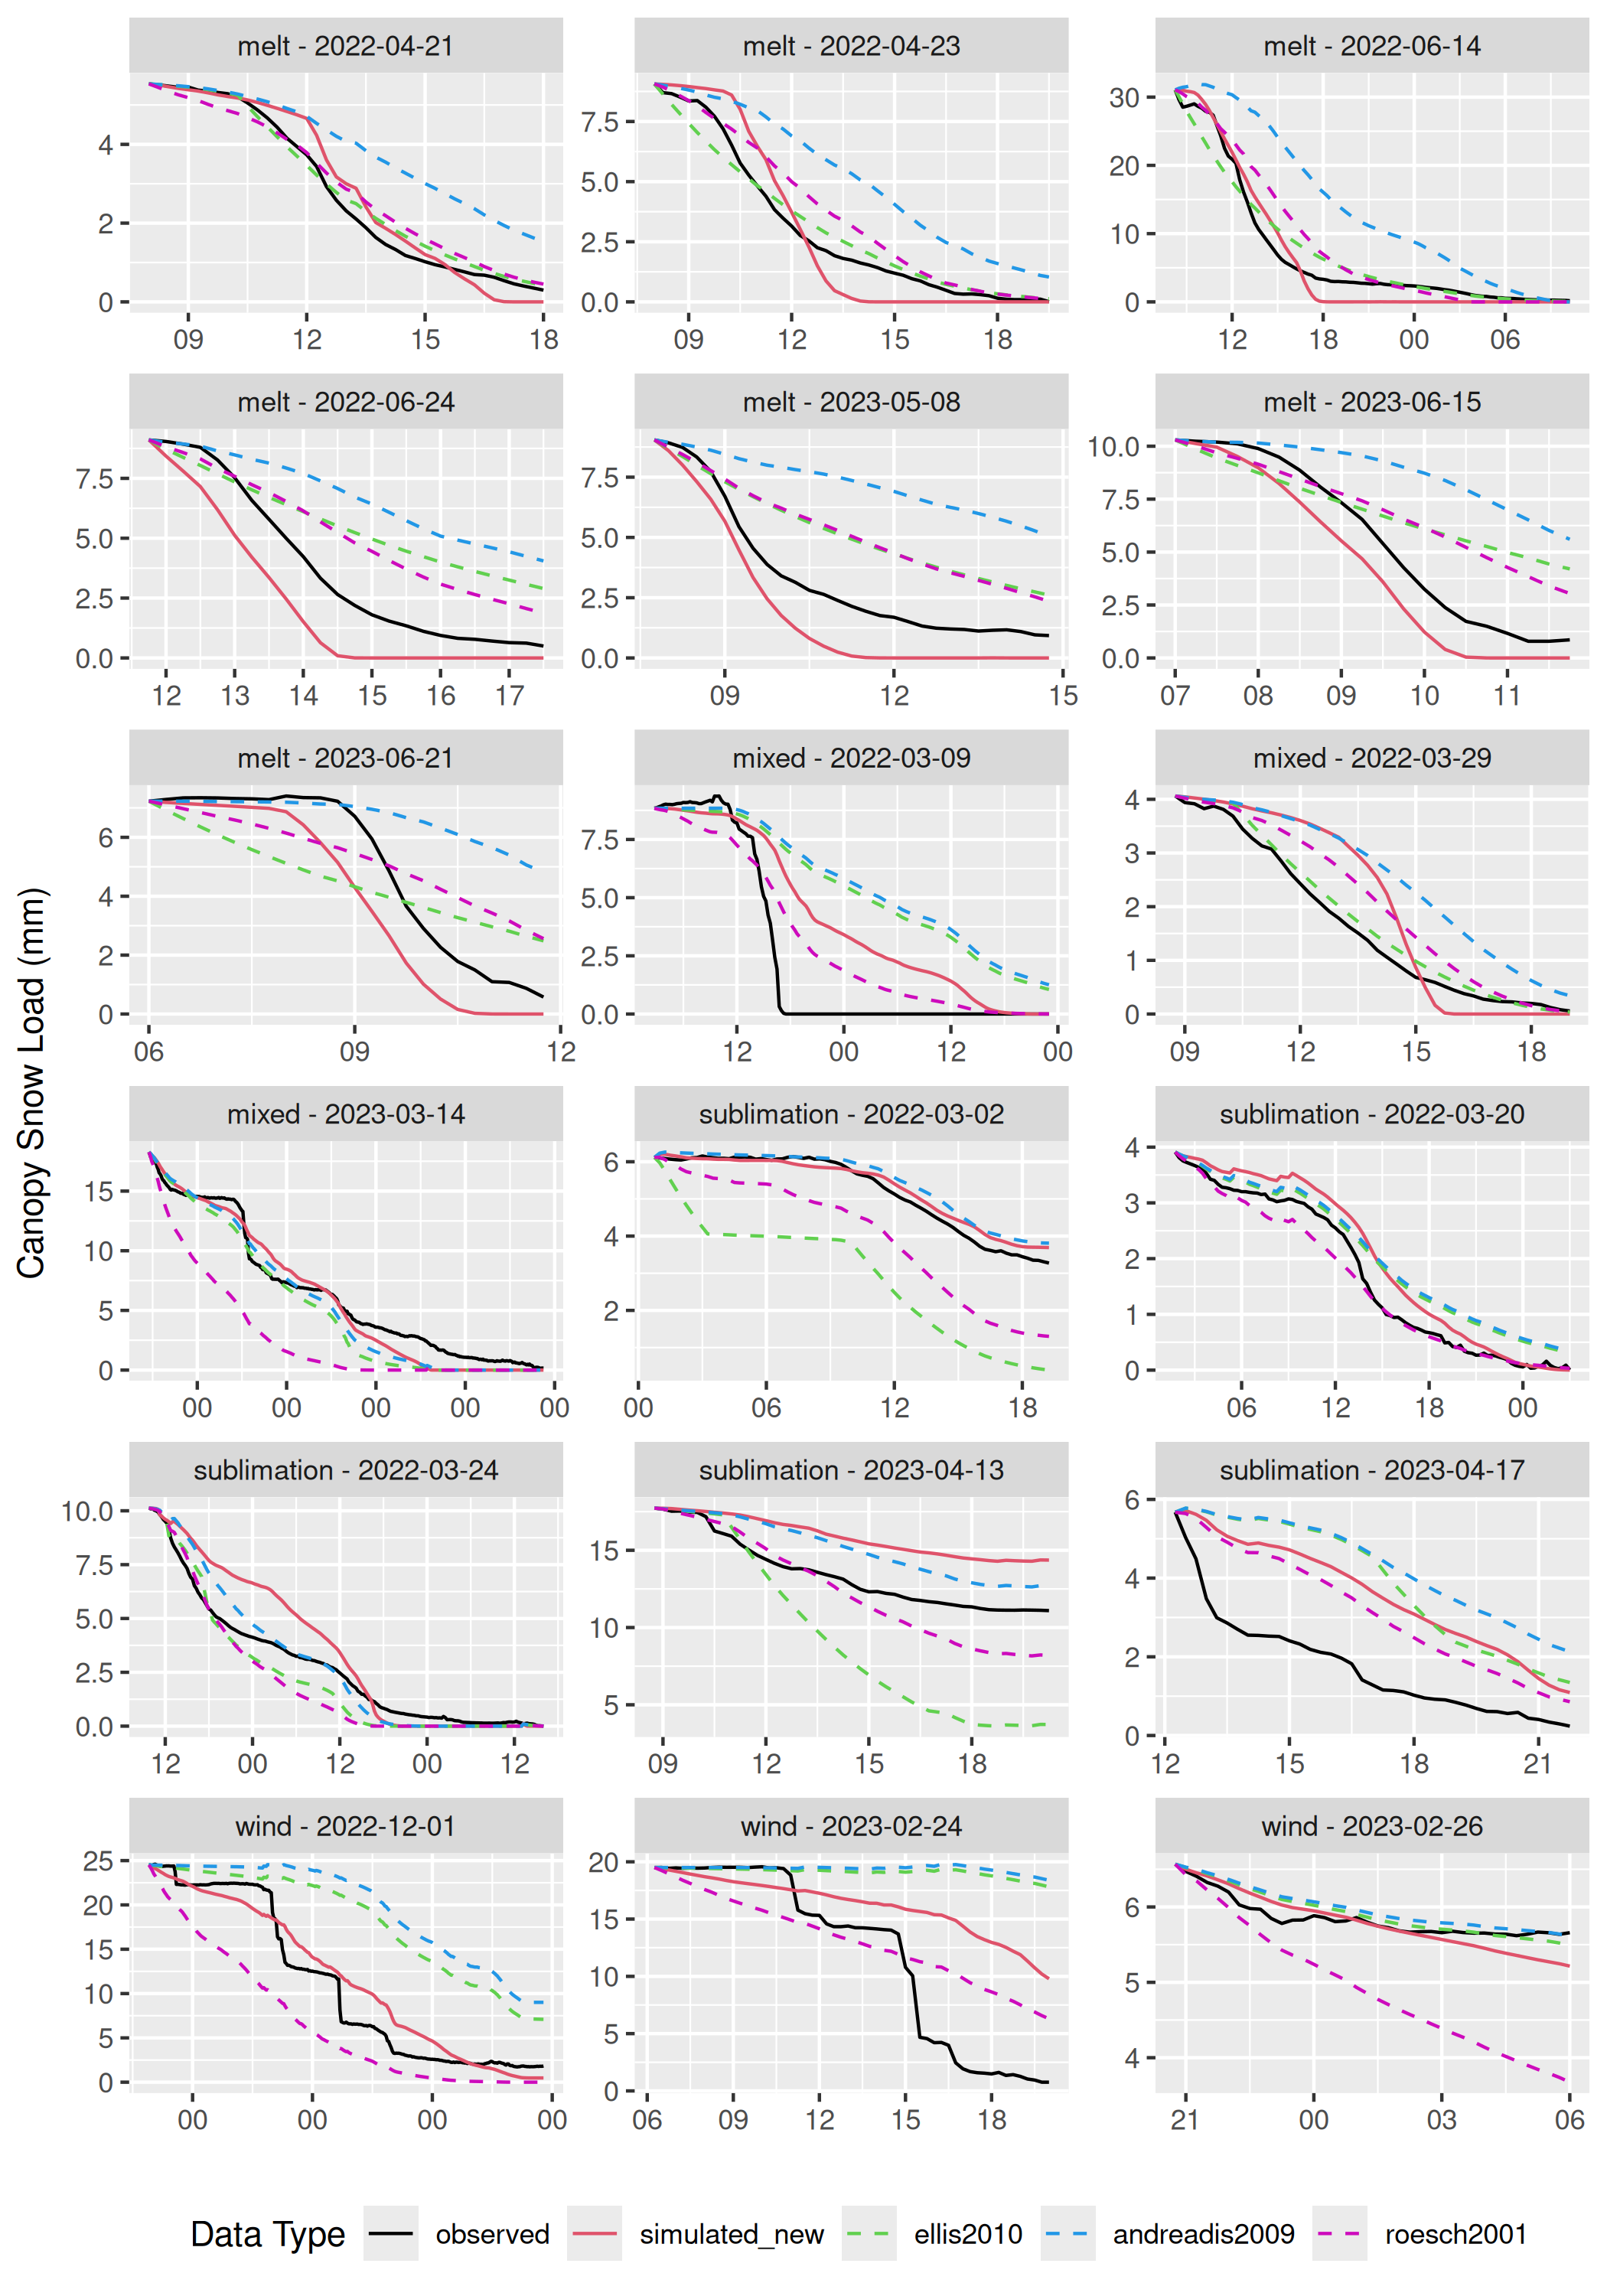 melt - 2022-04-21
melt - 2022-04-23
melt - 2022-06-14
4
2
0
09 12 15 18
7.5
5.0
2.5
0.0
09 12 15 18
30
20
10
0
12 18 00 06
melt - 2022-06-24
melt - 2023-05-08
melt - 2023-06-15
7.5
5.0
2.5
0.0
12 13 14 15 16 17
7.5
5.0
2.5
0.0
09 12 15
10.0
7.5
5.0
2.5
0.0
07 08 09 10 11
melt - 2023-06-21
mixed - 2022-03-09
mixed - 2022-03-29
6
4
2
0
06 09 12
7.5
5.0
2.5
0.0
12 00 12 00
4
3
2
1
0
09 12 15 18
Canopy Snow Load (mm)
mixed - 2023-03-14
sublimation - 2022-03-02
sublimation - 2022-03-20
15
10
5
0
00 00 00 00 00
6
4
2
00 06 12 18
4
3
2
1
0
06 12 18 00
sublimation - 2022-03-24
sublimation - 2023-04-13
sublimation - 2023-04-17
10.0
7.5
5.0
2.5
0.0
12 00 12 00 12
15
10
5
09 12 15 18
6
4
2
0
12 15 18 21
wind - 2022-12-01
wind - 2023-02-24
wind - 2023-02-26
25
20
15
10
5
0
00 00 00 00
20
15
10
5
0
06 09 12 15 18
6
5
4
21 00 03 06
Data Type observed simulated_new ellis2010 andreadis2009 roesch2001